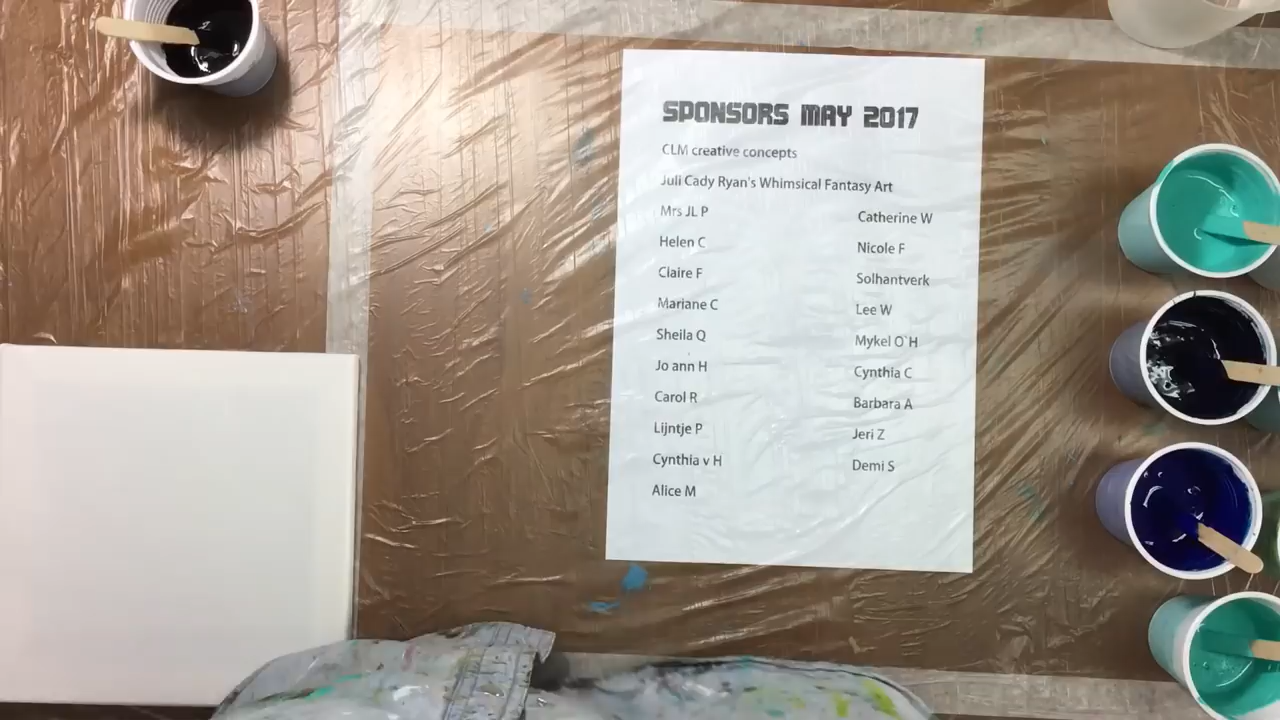 SPONSORS MAY 2017
CLM creative concepts
Juli Cady Ryan's Whimsical Fantasy Art
Mrs JL P
Helen C
Claire F
Mariane C
Sheila Q
Jo ann H
Carol R
Lijntje P
Cynthia v H
Alice M
Catherine W
Nicole F
Solhantverk
Lee W
Mykel O`H
Cynthia C
Barbara A
Jeri Z
Demi S